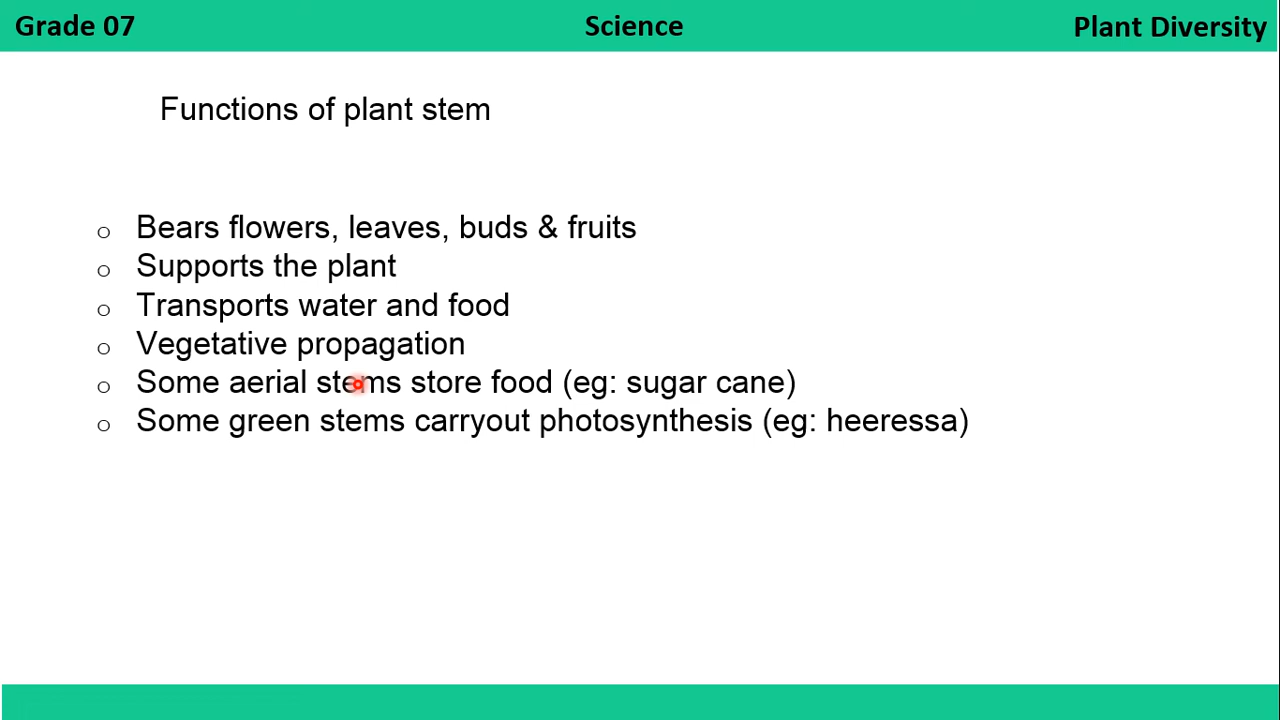 Grade 07 Science Plant Diversity
Functions of plant stem
o Bears flowers, leaves, buds & fruits
o Supports the plant
o Transports water and food
o Vegetative propagation
o Some aerial stems store food (eg: sugar cane)
o Some green stems carryout photosynthesis (eg: heeressa)